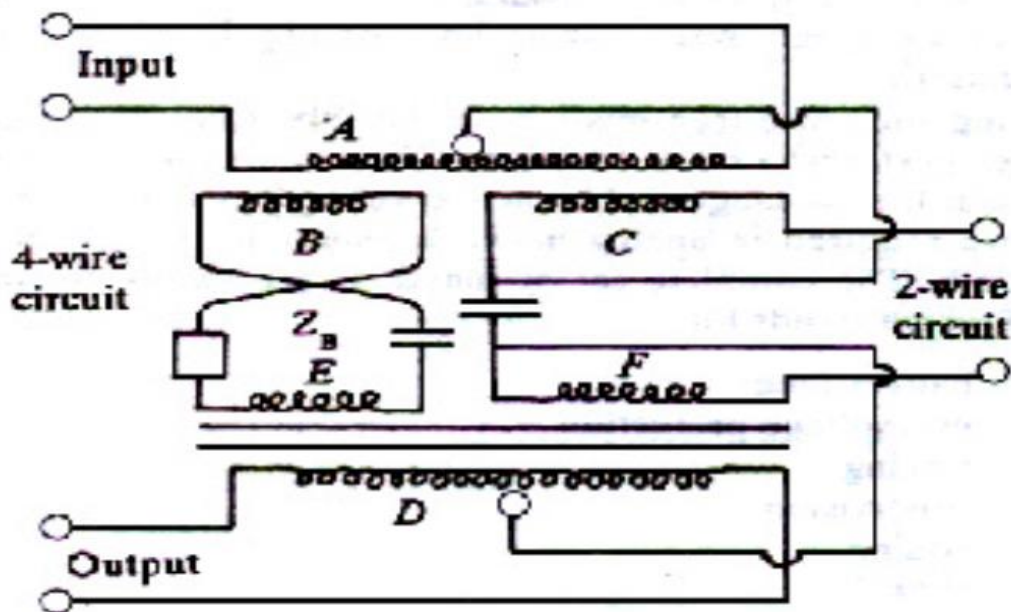 Input
A
B
C
4-wire
circuit
2-wire
circuit
Z_B
E
F
D
Output